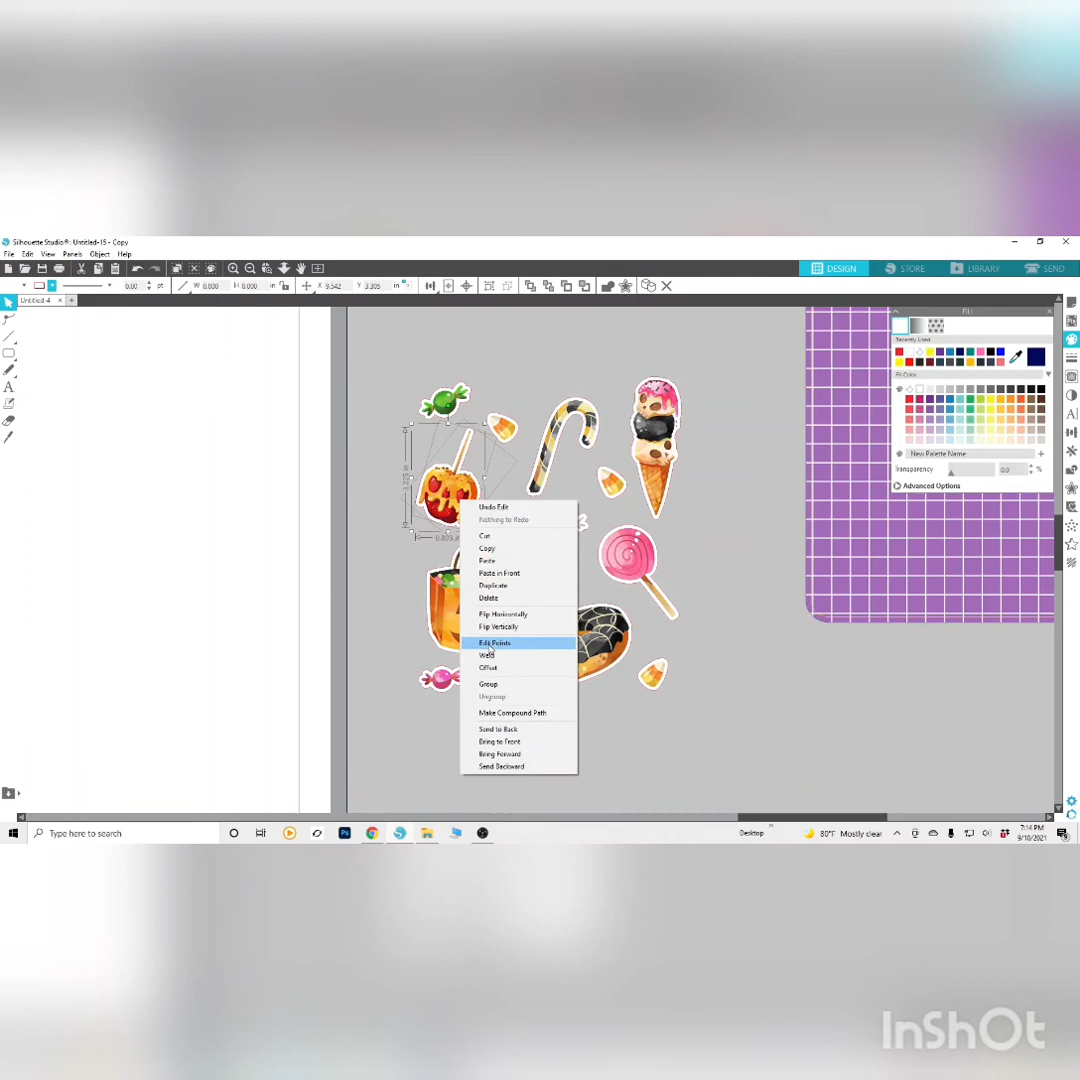 Silhouette Studio®: Untitled-15 - Copy
File Edit View Panels Object Help
DESIGN STORE LIBRARY SEND
0.00 pt W 0.000 H 0.000 X 9.542 Y 3.305 in
Untitled-4
Fill
Recently Used
Fill Color
New Palette Name
Transparency 0.0 %
Advanced Options
Undo Edit
Nothing to Redo
Cut
Copy
Paste
Paste in Front
Duplicate
Delete
Flip Horizontally
Flip Vertically
Edit Points
Weld
Offset
Group
Ungroup
Make Compound Path
Send to Back
Bring to Front
Bring Forward
Send Backward
Type here to search
Desktop
80°F Mostly clear
7:14 PM
9/10/2021
InShOt